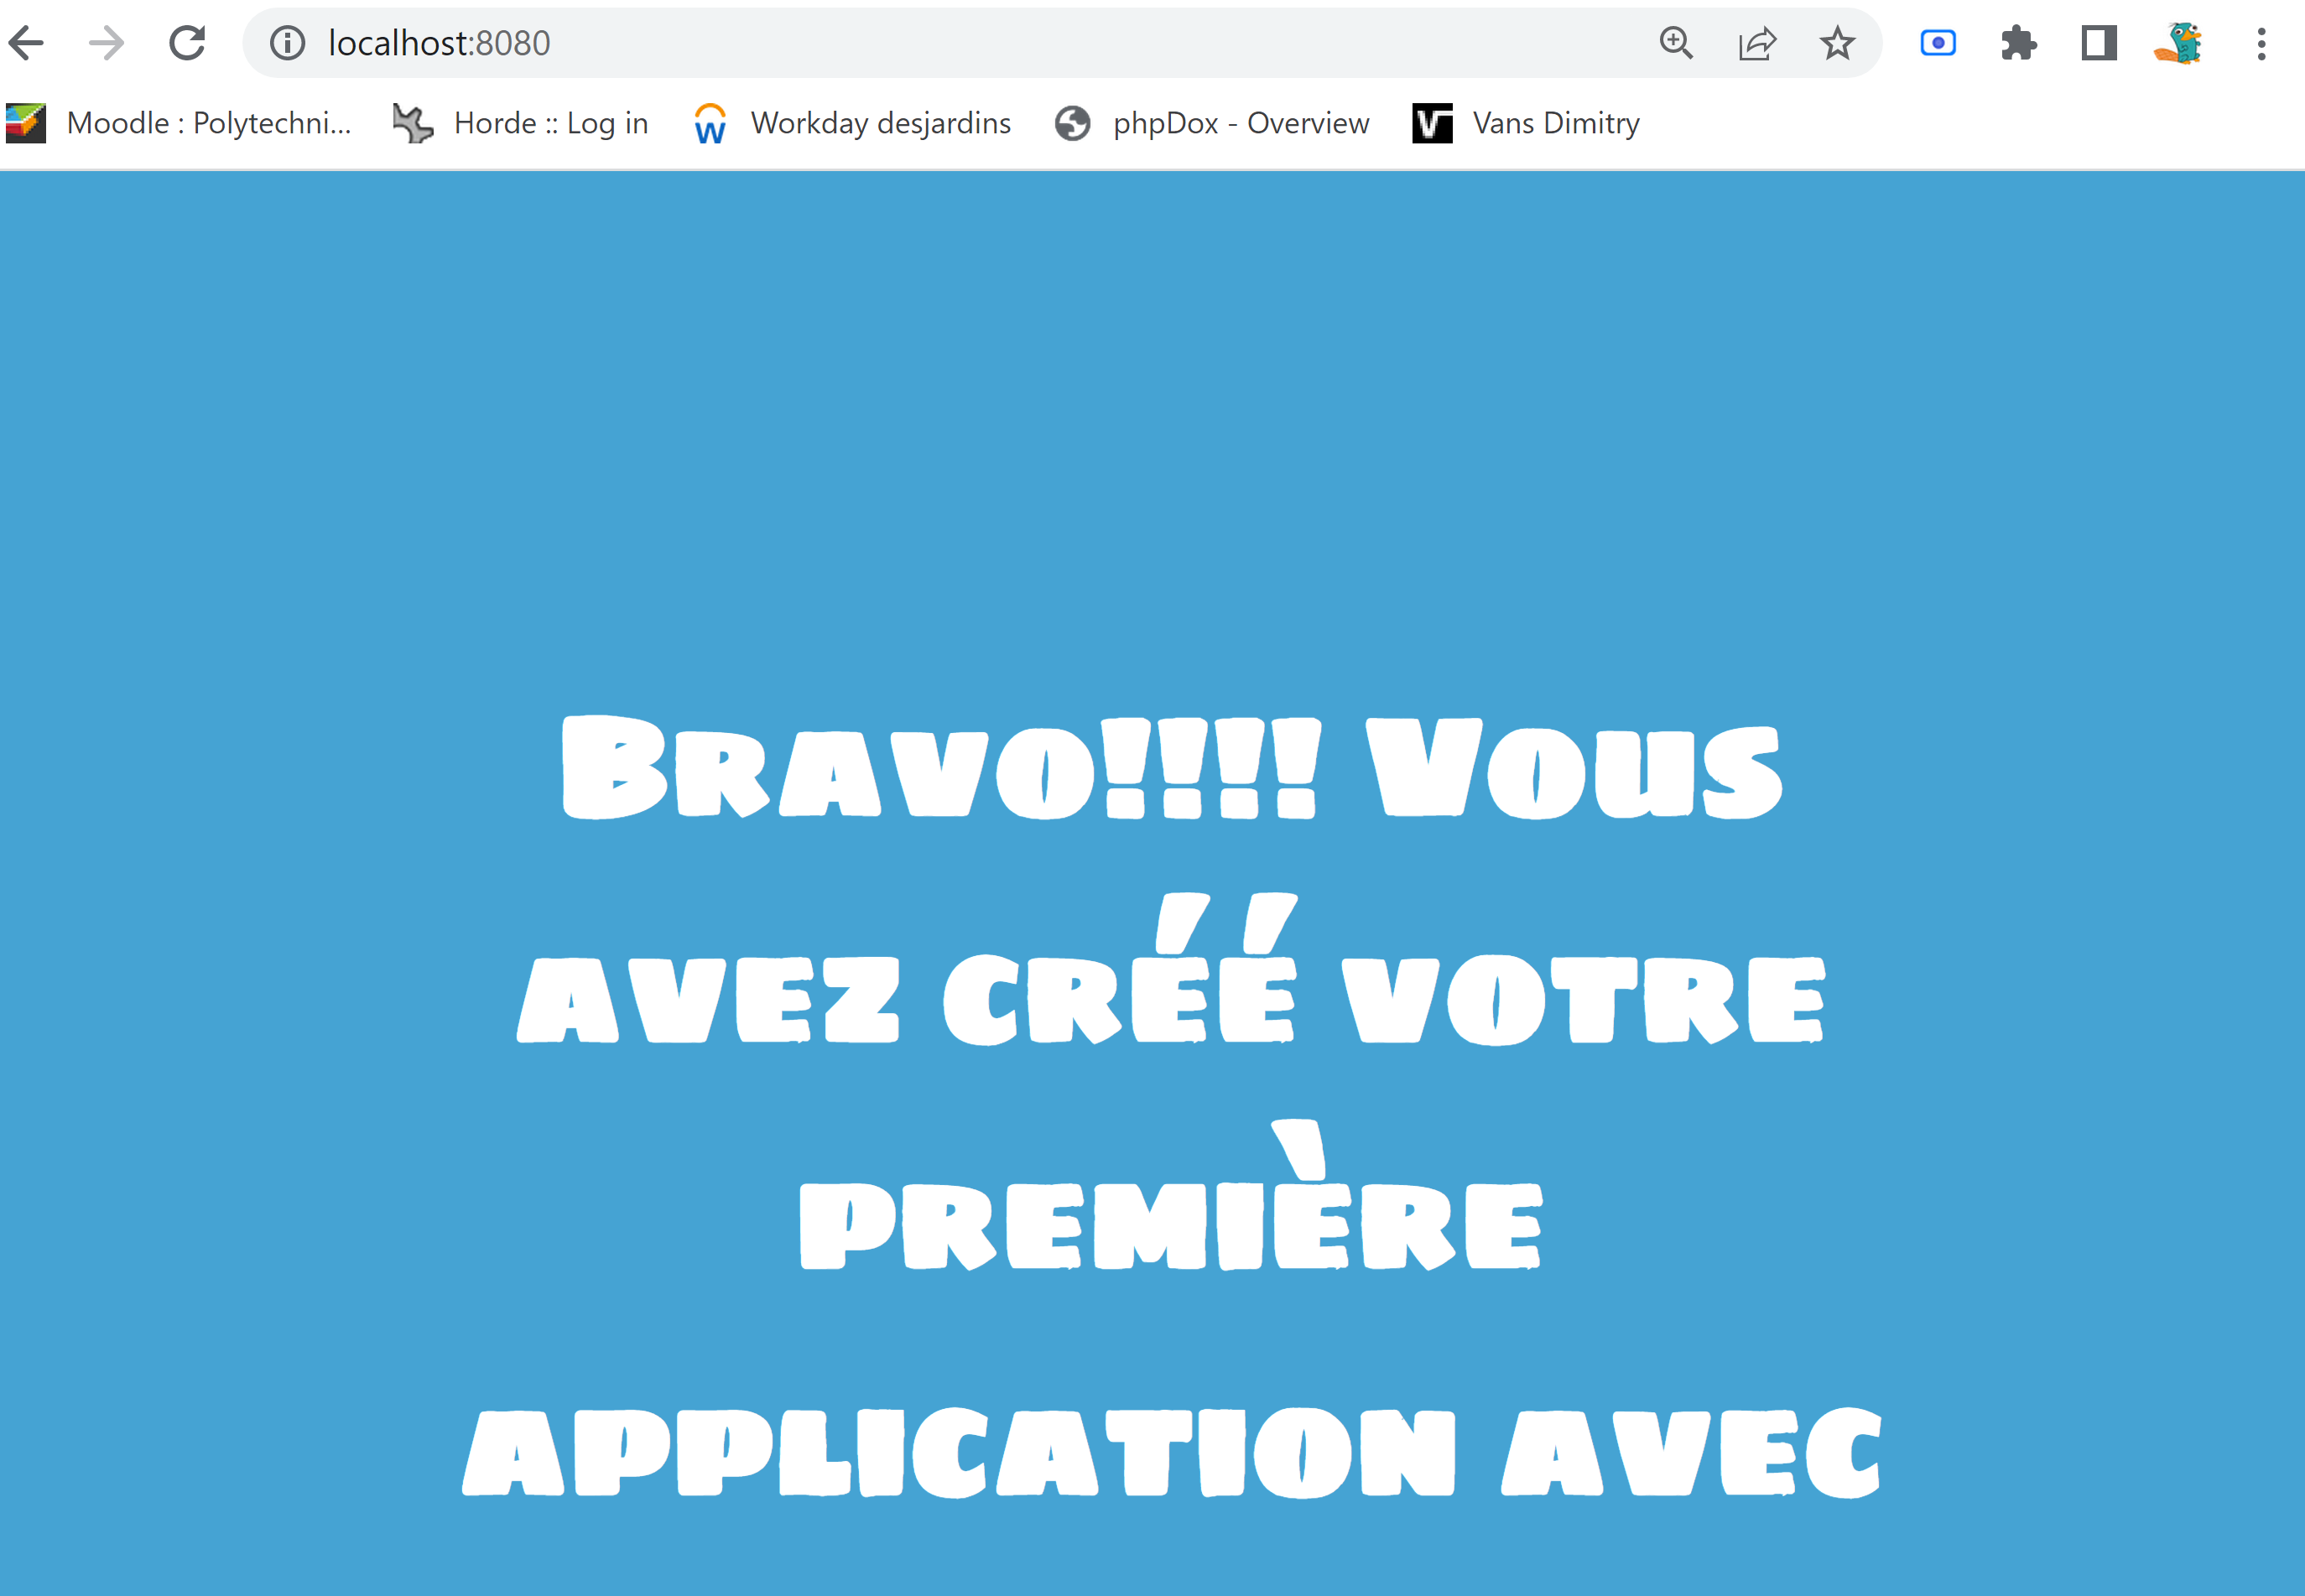 localhost:8080
Moodle : Polytechni... Horde :: Log in Workday desjardins phpDox - Overview Vans Dimitry
Bravo!!!! Vous
avez créé votre
première
application avec